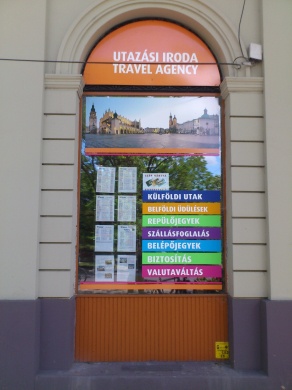 UTAZÁSI IRODA
TRAVEL AGENCY
KÜLFÖLDI UTAK
BELFÖLDI ÜDÜLÉSEK
REPÜLŐJEGYEK
SZÁLLÁSFOGLALÁS
BELÉPŐJEGYEK
BIZTOSÍTÁS
VALUTAVÁLTÁS